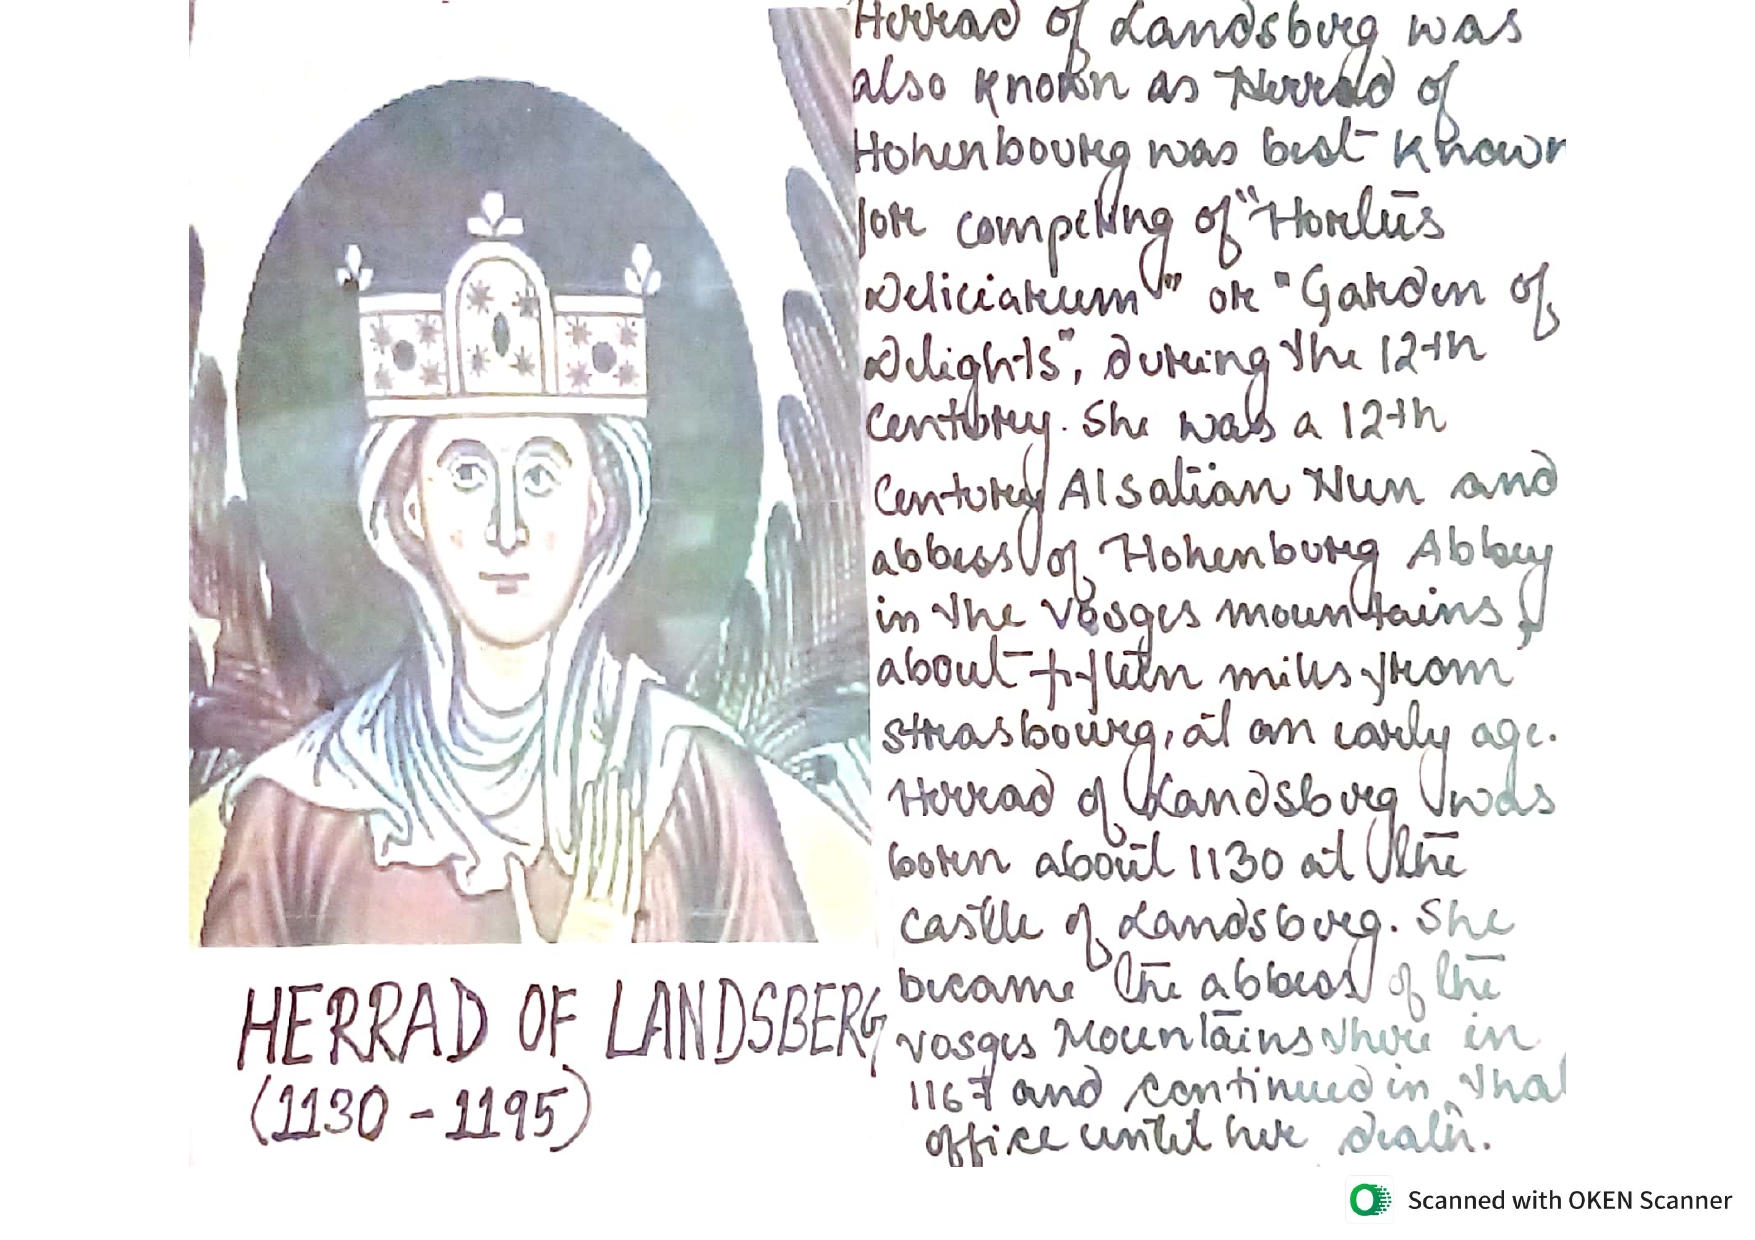 HERRAD OF LANDSBERG
(1130 - 1195)
Herrad of Landsberg was
also known as Herrad of
Hohenbourg was best known
for compeling of "Hortus
Deliciarum" or "Garden of
Delights", during the 12th
Century. She was a 12th
Century Alsatian Nun and
abbess of Hohenburg Abbey
in the Vosges mountains,
about fifteen miles from
strasbourg, at an early age.
Herrad of Landsberg was
born about 1130 at the
castle of Landsberg. She
became the abbess of the
Vosges Mountains there in
1167 and continued in that
office until her death.
Scanned with OKEN Scanner